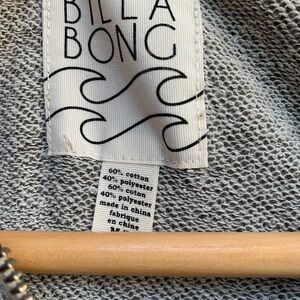 BILLA
BONG
60% cotton
40% polyester
60% coton
40% polyester
made in china
fabriqué
en chine